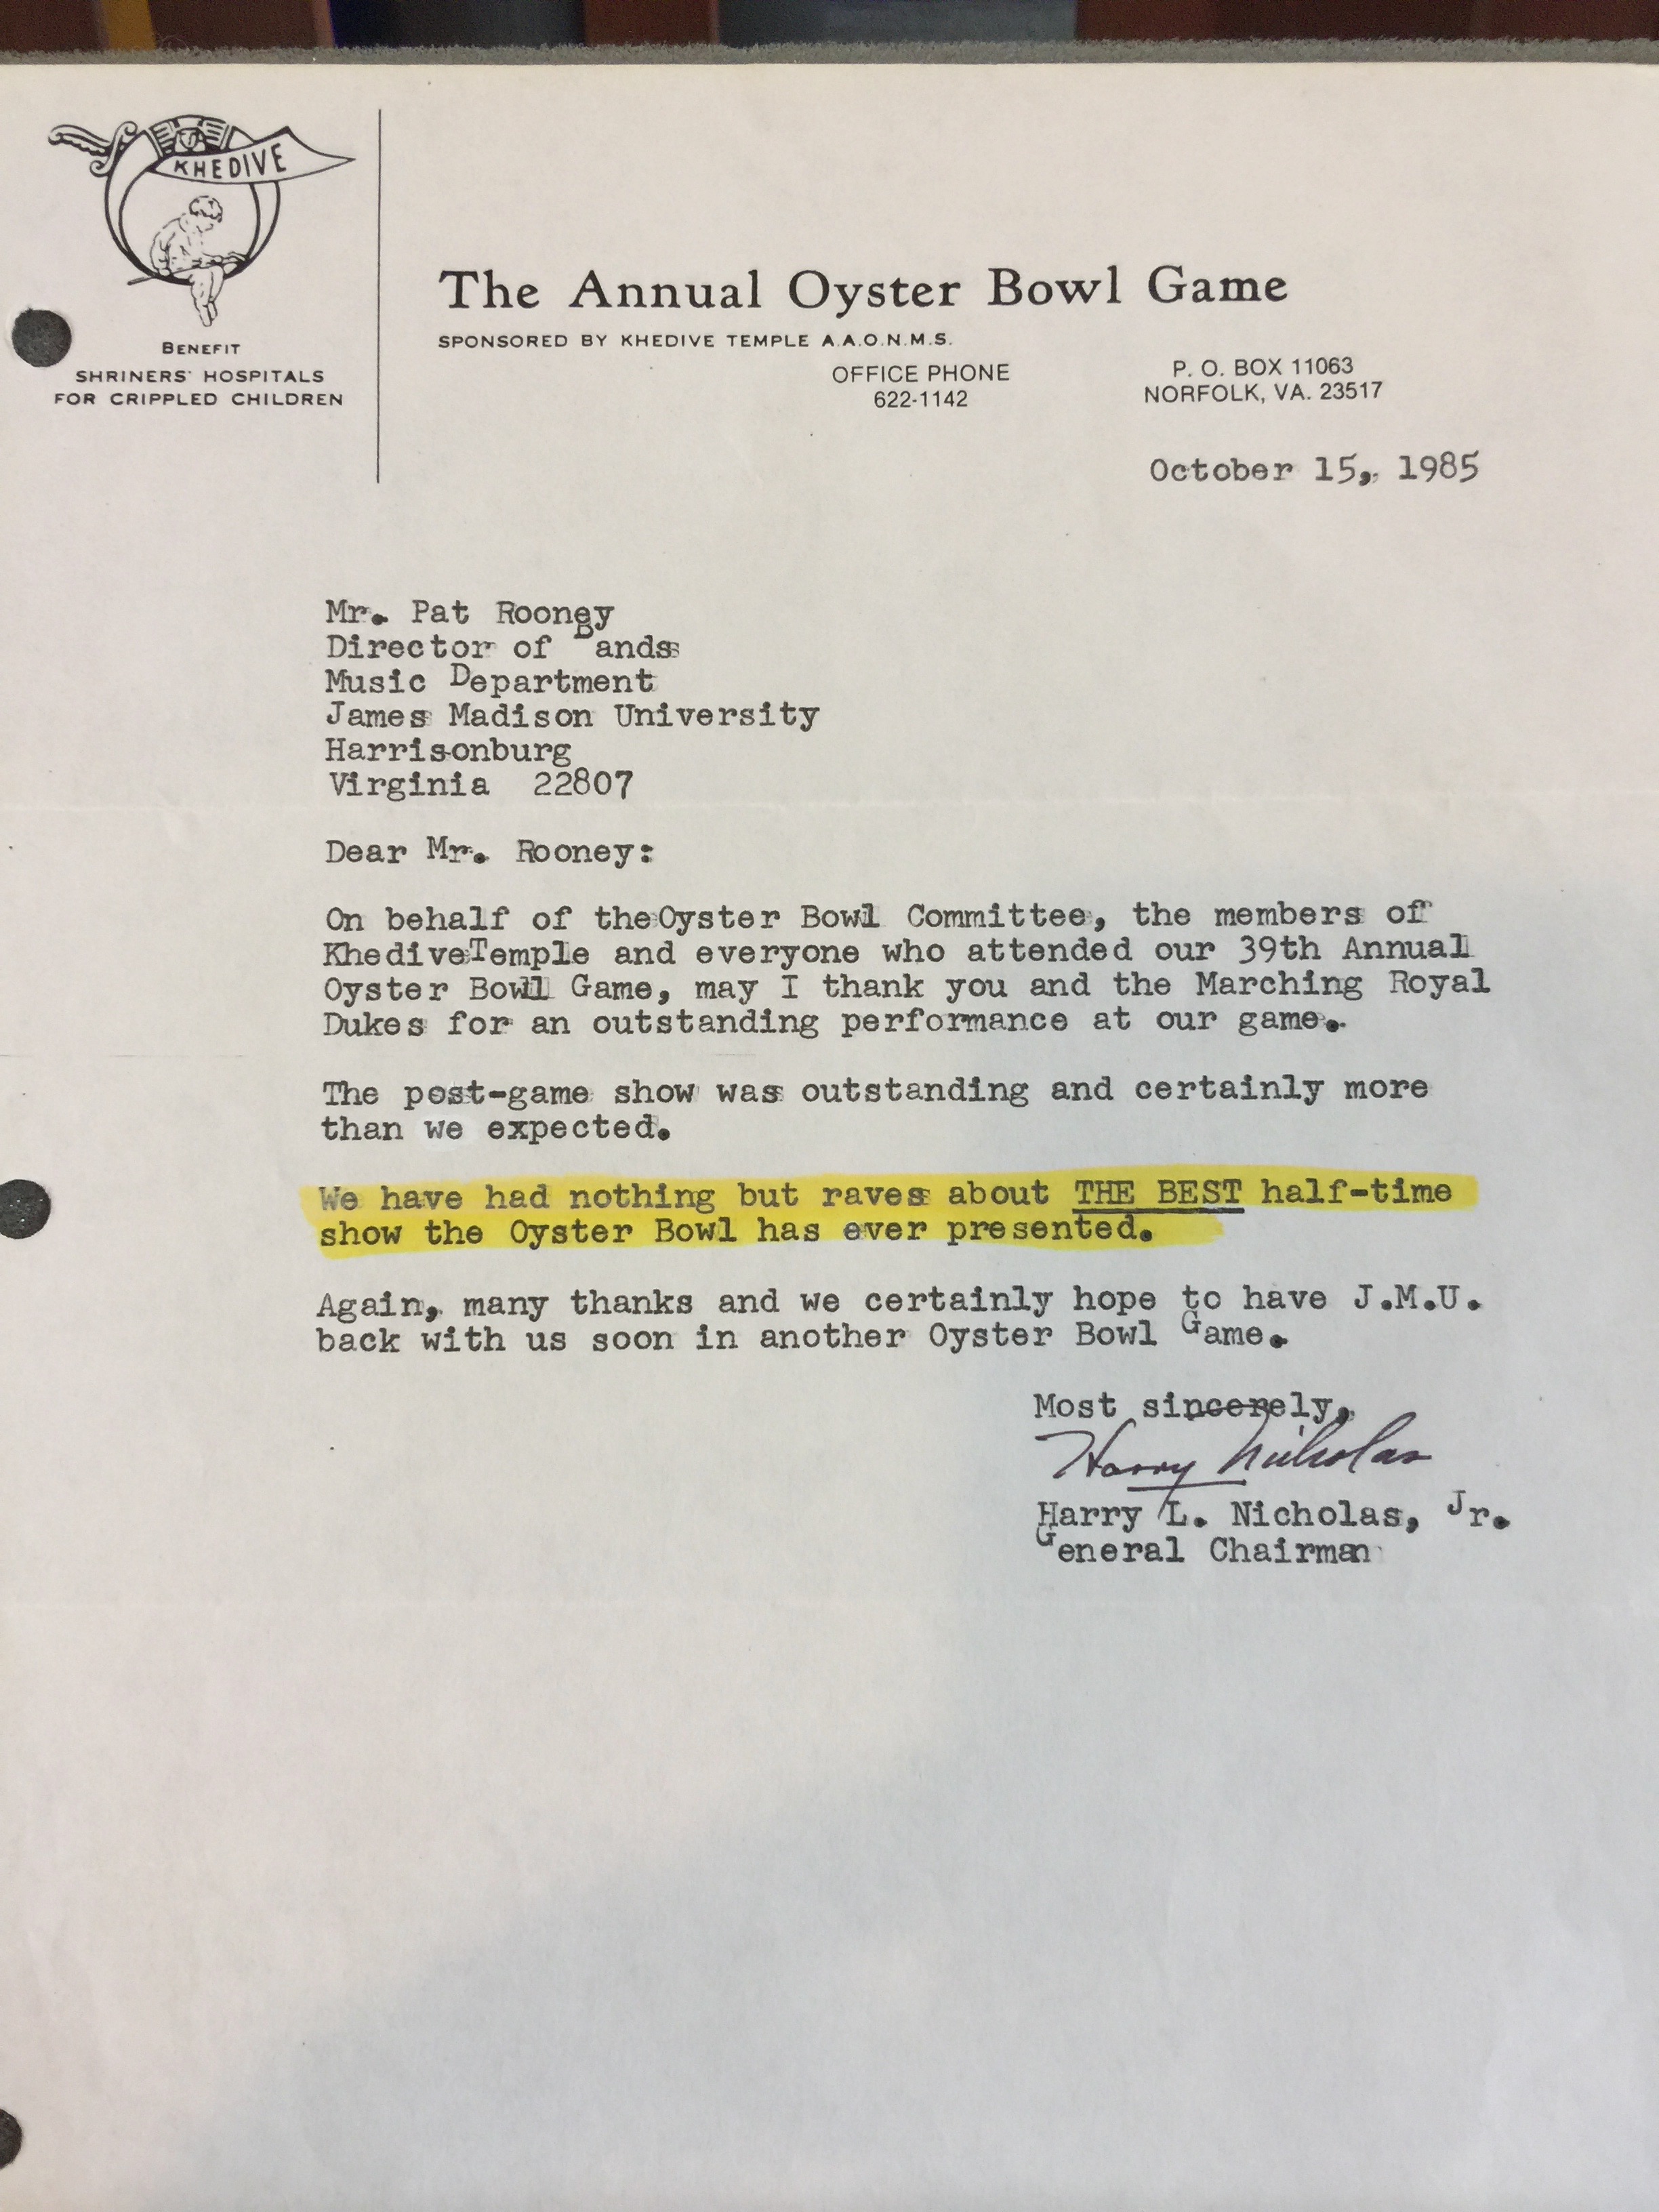 KHEDIVE
BENEFIT
SHRINERS' HOSPITALS
FOR CRIPPLED CHILDREN
The Annual Oyster Bowl Game
SPONSORED BY KHEDIVE TEMPLE A.A.O.N.M.S.
OFFICE PHONE
622-1142
P. O. BOX 11063
NORFOLK, VA. 23517
October 15, 1985
Mr. Pat Rooney
Director of Bands
Music Department
James Madison University
Harrisonburg
Virginia 22807
Dear Mr. Rooney:
On behalf of theOyster Bowl Committee, the members of
KhediveTemple and everyone who attended our 39th Annual
Oyster Bowl Game, may I thank you and the Marching Royal
Dukes for an outstanding performance at our game.
The post-game show was outstanding and certainly more
than we expected.
We have had nothing but raves about THE BEST half-time
show the Oyster Bowl has ever presented.
Again, many thanks and we certainly hope to have J.M.U.
back with us soon in another Oyster Bowl Game.
Most sincerely,
Harry Nicholas
Harry L. Nicholas, Jr.
General Chairman